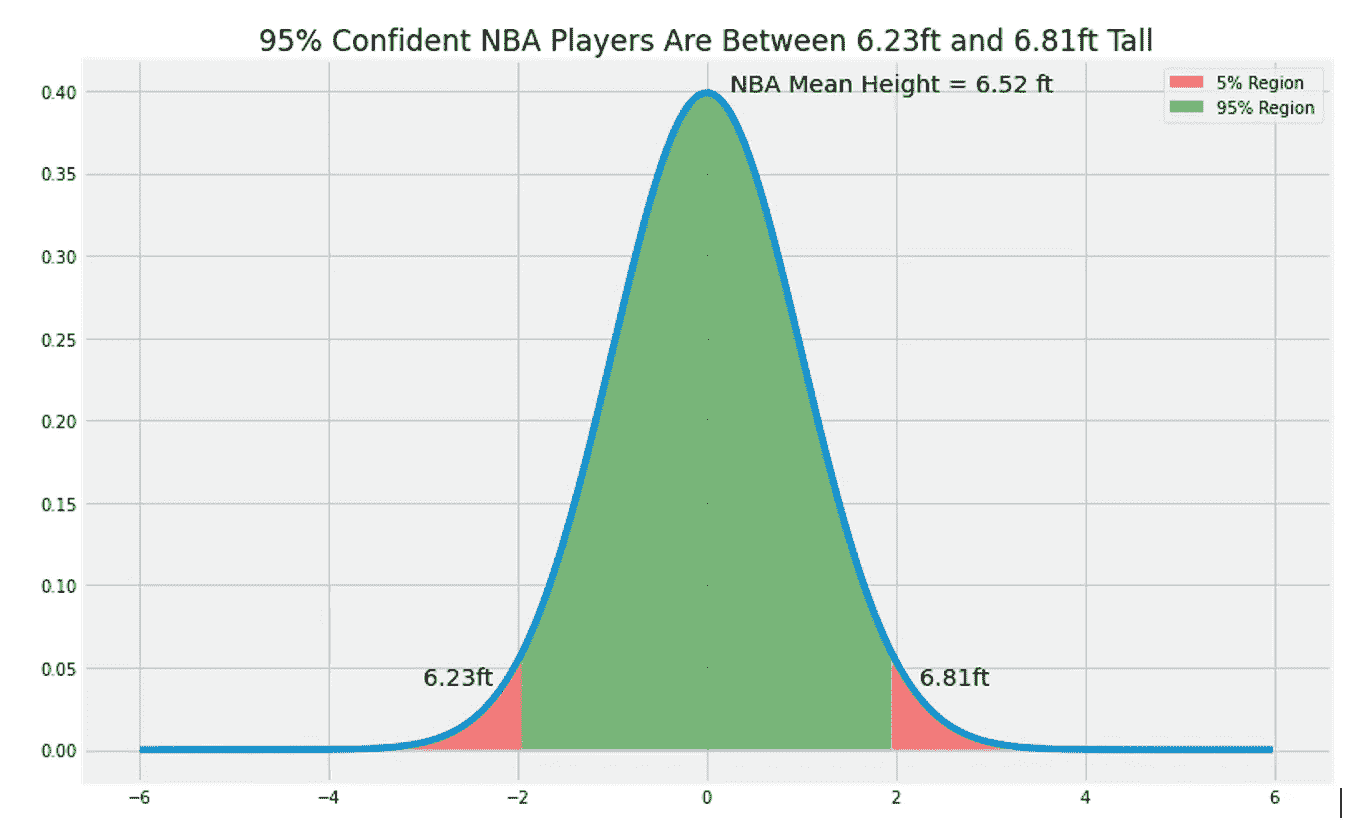 95% Confident NBA Players Are Between 6.23ft and 6.81ft Tall
NBA Mean Height = 6.52 ft
5% Region
95% Region
0.40
0.35
0.30
0.25
0.20
0.15
0.10
0.05
0.00
6.23ft
6.81ft
−6
−4
−2
0
2
4
6